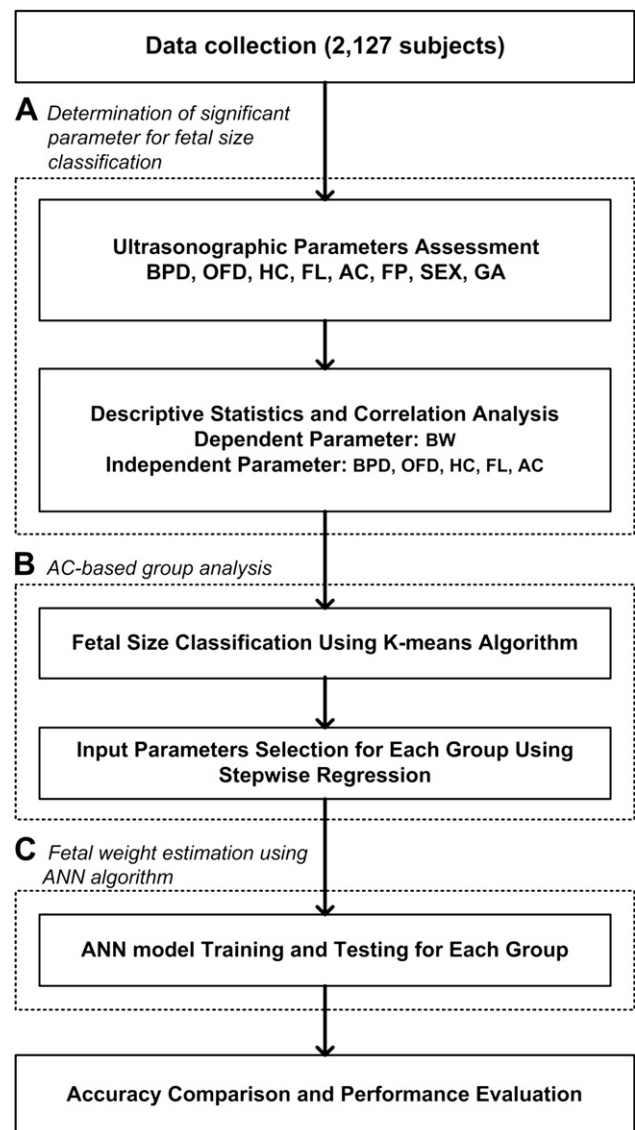 Data collection (2,127 subjects)
A Determination of significant
parameter for fetal size
classification
Ultrasonographic Parameters Assessment
BPD, OFD, HC, FL, AC, FP, SEX, GA
Descriptive Statistics and Correlation Analysis
Dependent Parameter: BW
Independent Parameter: BPD, OFD, HC, FL, AC
B AC-based group analysis
Fetal Size Classification Using K-means Algorithm
Input Parameters Selection for Each Group Using
Stepwise Regression
C Fetal weight estimation using
ANN algorithm
ANN model Training and Testing for Each Group
Accuracy Comparison and Performance Evaluation